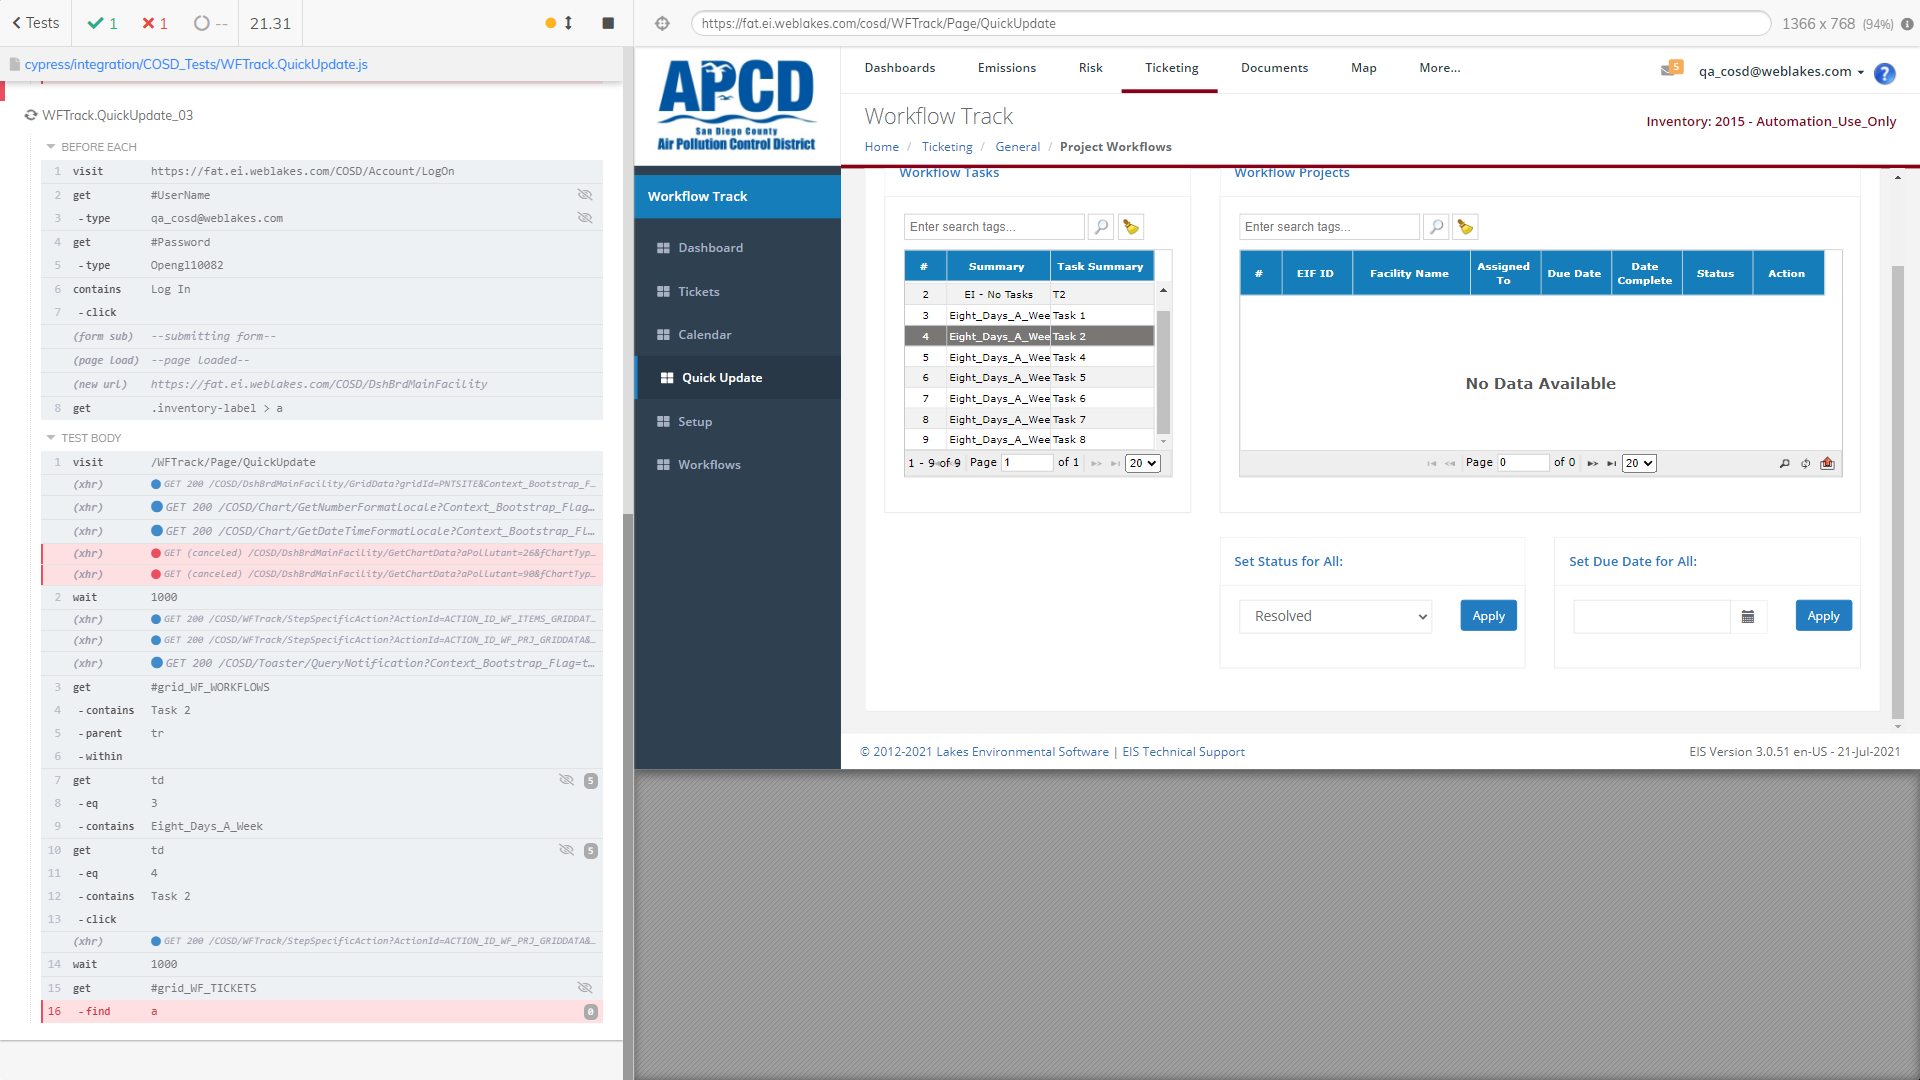 Tests
1
1
--
21.31
https://fat.ei.weblakes.com/cosd/WFTrack/Page/QuickUpdate
1366 x 768 (94%)
cypress/integration/COSD_Tests/WFTrack.QuickUpdate.js
WFTrack.QuickUpdate_03
BEFORE EACH
1 visit https://fat.ei.weblakes.com/COSD/Account/LogOn
2 get #UserName
3 -type qa_cosd@weblakes.com
4 get #Password
5 -type Opengl10082
6 contains Log In
7 -click
(form sub) --submitting form--
(page load) --page loaded--
(new url) https://fat.ei.weblakes.com/COSD/DshBrdMainFacility
8 get .inventory-label > a
TEST BODY
1 visit /WFTrack/Page/QuickUpdate
(xhr) GET 200 /COSD/DshBrdMainFacility/GridData?gridId=PNTSITE&Context_Bootstrap_F…
(xhr) GET 200 /COSD/Chart/GetNumberFormatLocale?Context_Bootstrap_Flag…
(xhr) GET 200 /COSD/Chart/GetDateTimeFormatLocale?Context_Bootstrap_Fl…
(xhr) GET (canceled) /COSD/DshBrdMainFacility/GetChartData?aPollutant=26&fChartTyp…
(xhr) GET (canceled) /COSD/DshBrdMainFacility/GetChartData?aPollutant=90&fChartTyp…
2 wait 1000
(xhr) GET 200 /COSD/WFTrack/StepSpecificAction?ActionId=ACTION_ID_WF_ITEMS_GRIDDAT…
(xhr) GET 200 /COSD/WFTrack/StepSpecificAction?ActionId=ACTION_ID_WF_PRJ_GRIDDATA&…
(xhr) GET 200 /COSD/Toaster/QueryNotification?Context_Bootstrap_Flag=t…
3 get #grid_WF_WORKFLOWS
4 -contains Task 2
5 -parent tr
6 -within
7 get td 5
8 -eq 3
9 -contains Eight_Days_A_Week
10 get td 5
11 -eq 4
12 -contains Task 2
13 -click
(xhr) GET 200 /COSD/WFTrack/StepSpecificAction?ActionId=ACTION_ID_WF_PRJ_GRIDDATA&…
14 wait 1000
15 get #grid_WF_TICKETS
16 -find a 0
APCD
San Diego County
Air Pollution Control District
Dashboards Emissions Risk Ticketing Documents Map More...
5 qa_cosd@weblakes.com ?
Workflow Track
Inventory: 2015 - Automation_Use_Only
Home / Ticketing / General / Project Workflows
Workflow Track
Dashboard
Tickets
Calendar
Quick Update
Setup
Workflows
Workflow Tasks
Enter search tags...
# Summary Task Summary
2 EI - No Tasks T2
3 Eight_Days_A_Wee Task 1
4 Eight_Days_A_Wee Task 2
5 Eight_Days_A_Wee Task 4
6 Eight_Days_A_Wee Task 5
7 Eight_Days_A_Wee Task 6
8 Eight_Days_A_Wee Task 7
9 Eight_Days_A_Wee Task 8
1 - 9 of 9 Page 1 of 1 20
Workflow Projects
Enter search tags...
# EIF ID Facility Name Assigned To Due Date Date Complete Status Action
No Data Available
Page 0 of 0 20
Set Status for All:
Resolved Apply
Set Due Date for All:
Apply
© 2012-2021 Lakes Environmental Software | EIS Technical Support
EIS Version 3.0.51 en-US - 21-Jul-2021